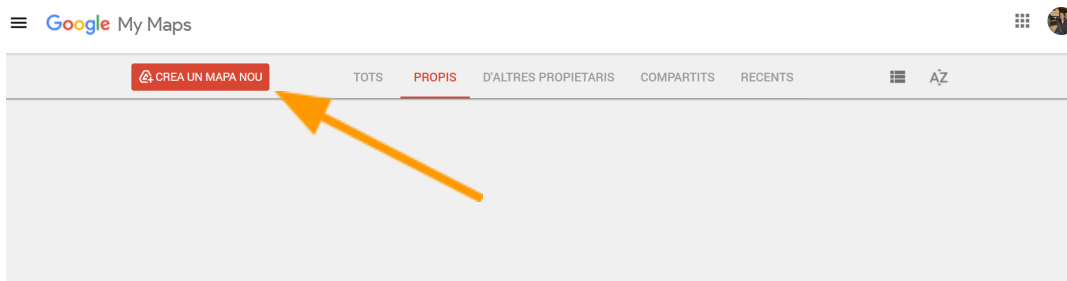 Google My Maps
CREA UN MAPA NOU TOTS PROPIS D'ALTRES PROPIETARIS COMPARTITS RECENTS AZ